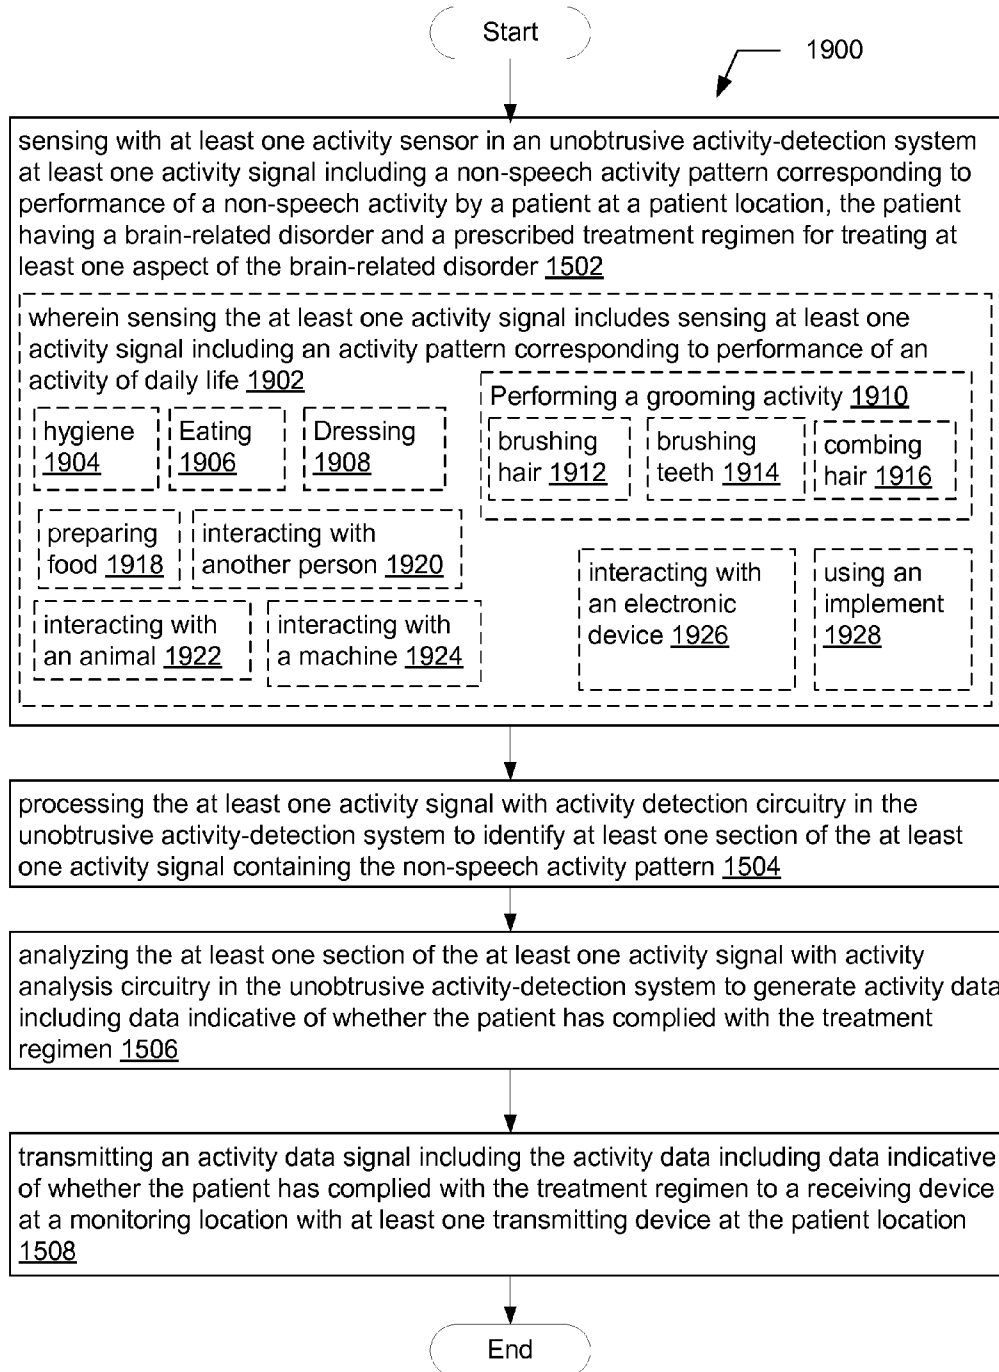 Start
1900
sensing with at least one activity sensor in an unobtrusive activity-detection system
at least one activity signal including a non-speech activity pattern corresponding to
performance of a non-speech activity by a patient at a patient location, the patient
having a brain-related disorder and a prescribed treatment regimen for treating at
least one aspect of the brain-related disorder 1502
wherein sensing the at least one activity signal includes sensing at least one
activity signal including an activity pattern corresponding to performance of an
activity of daily life 1902
hygiene
1904
Eating
1906
Dressing
1908
Performing a grooming activity 1910
brushing
hair 1912
brushing
teeth 1914
combing
hair 1916
preparing
food 1918
interacting with
another person 1920
interacting with
an animal 1922
interacting with
a machine 1924
interacting with
an electronic
device 1926
using an
implement
1928
processing the at least one activity signal with activity detection circuitry in the
unobtrusive activity-detection system to identify at least one section of the at least
one activity signal containing the non-speech activity pattern 1504
analyzing the at least one section of the at least one activity signal with activity
analysis circuitry in the unobtrusive activity-detection system to generate activity data
including data indicative of whether the patient has complied with the treatment
regimen 1506
transmitting an activity data signal including the activity data including data indicative
of whether the patient has complied with the treatment regimen to a receiving device
at a monitoring location with at least one transmitting device at the patient location
1508
End